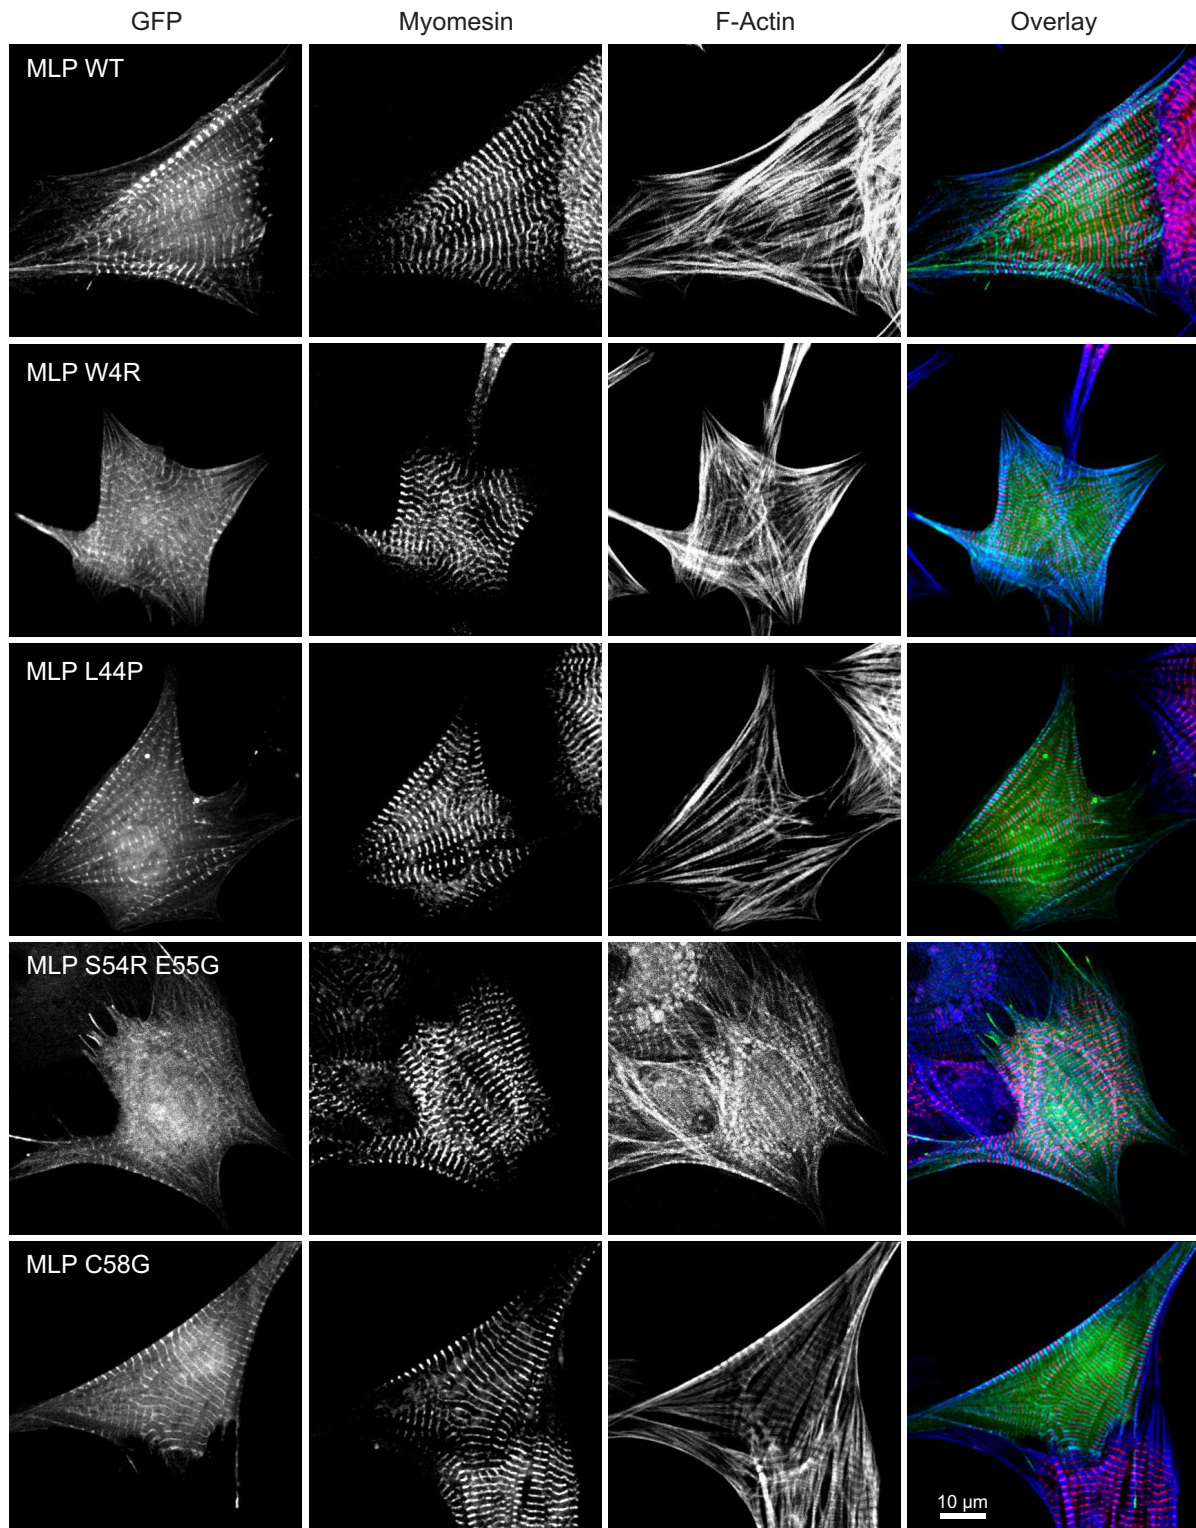 GFP Myomesin F-Actin Overlay
MLP WT
MLP W4R
MLP L44P
MLP S54R E55G
MLP C58G
10 µm